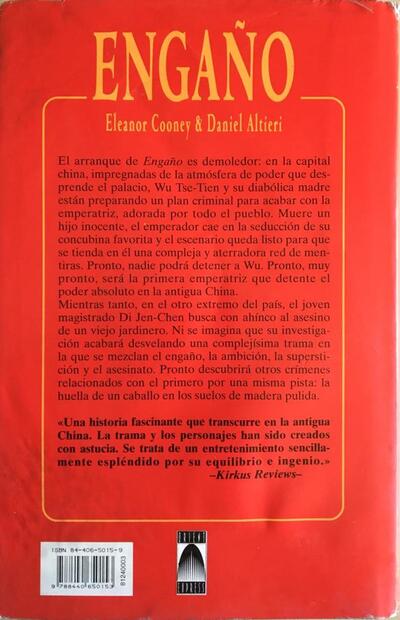 ENGAÑO
Eleanor Cooney & Daniel Altieri
El arranque de Engaño es demoledor: en la capital
china, impregnadas de la atmósfera de poder que des-
prende el palacio, Wu Tse-Tien y su diabólica madre
están preparando un plan criminal para acabar con la
emperatriz, adorada por todo el pueblo. Muere un
hijo inocente, el emperador cae en la seducción de su
concubina favorita y el escenario queda listo para que
se tienda en él una compleja y aterradora red de men-
tiras. Pronto, nadie podrá detener a Wu. Pronto, muy
pronto, será la primera emperatriz que detente el
poder absoluto en la antigua China.
Mientras tanto, en el otro extremo del país, el joven
magistrado Di Jen-Chen busca con ahínco al asesino
de un viejo jardinero. Ni se imagina que su investiga-
ción acabará desvelando una complejísima trama en
la que se mezclan el engaño, la ambición, la supersti-
ción y el asesinato. Pronto descubrirá otros crímenes
relacionados con el primero por una misma pista: la
huella de un caballo en los suelos de madera pulida.
«Una historia fascinante que transcurre en la antigua
China. La trama y los personajes han sido creados
con astucia. Se trata de un entretenimiento sencilla-
mente espléndido por su equilibrio e ingenio.»
–Kirkus Reviews–
ISBN 84-406-5015-9
9 788440 650153
81240003
ORIENT
EXPRESS